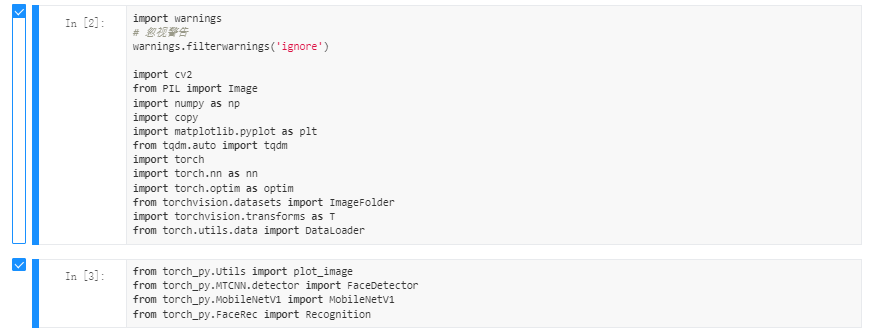 In [2]:
import warnings
# 忽视警告
warnings.filterwarnings('ignore')
import cv2
from PIL import Image
import numpy as np
import copy
import matplotlib.pyplot as plt
from tqdm.auto import tqdm
import torch
import torch.nn as nn
import torch.optim as optim
from torchvision.datasets import ImageFolder
import torchvision.transforms as T
from torch.utils.data import DataLoader
In [3]:
from torch_py.Utils import plot_image
from torch_py.MTCNN.detector import FaceDetector
from torch_py.MobileNetV1 import MobileNetV1
from torch_py.FaceRec import Recognition